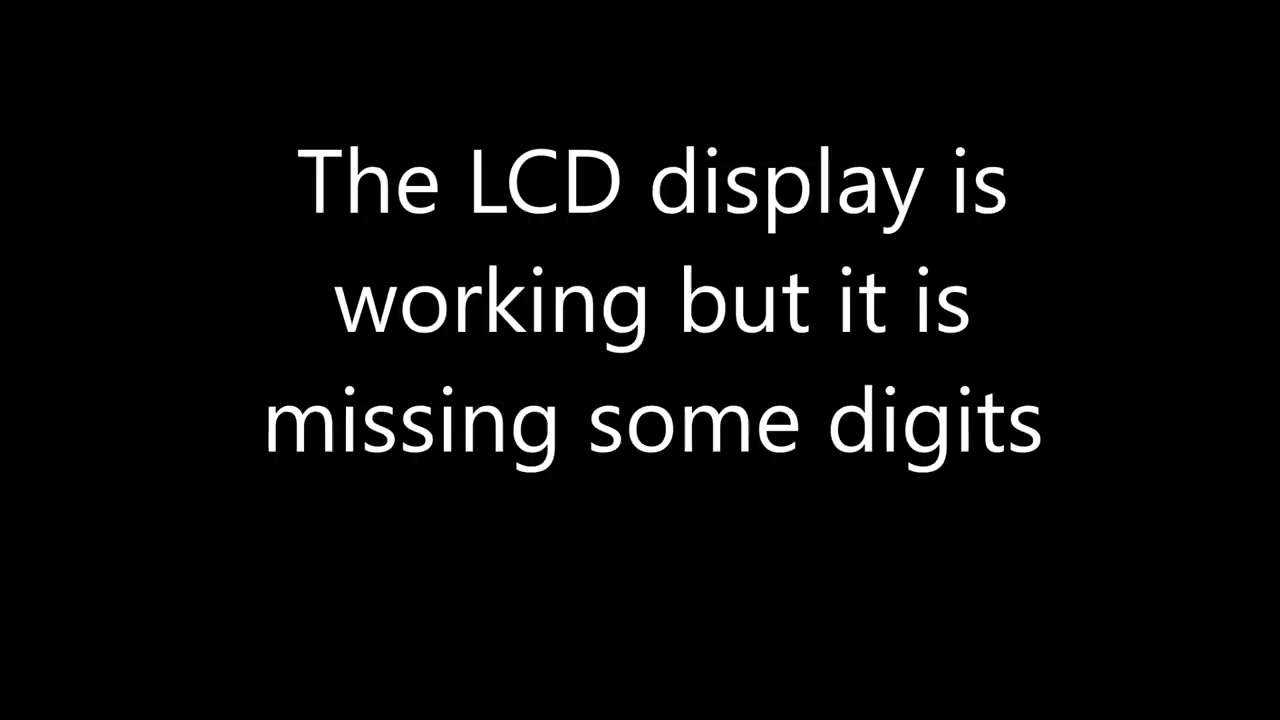 The LCD display is
working but it is
missing some digits